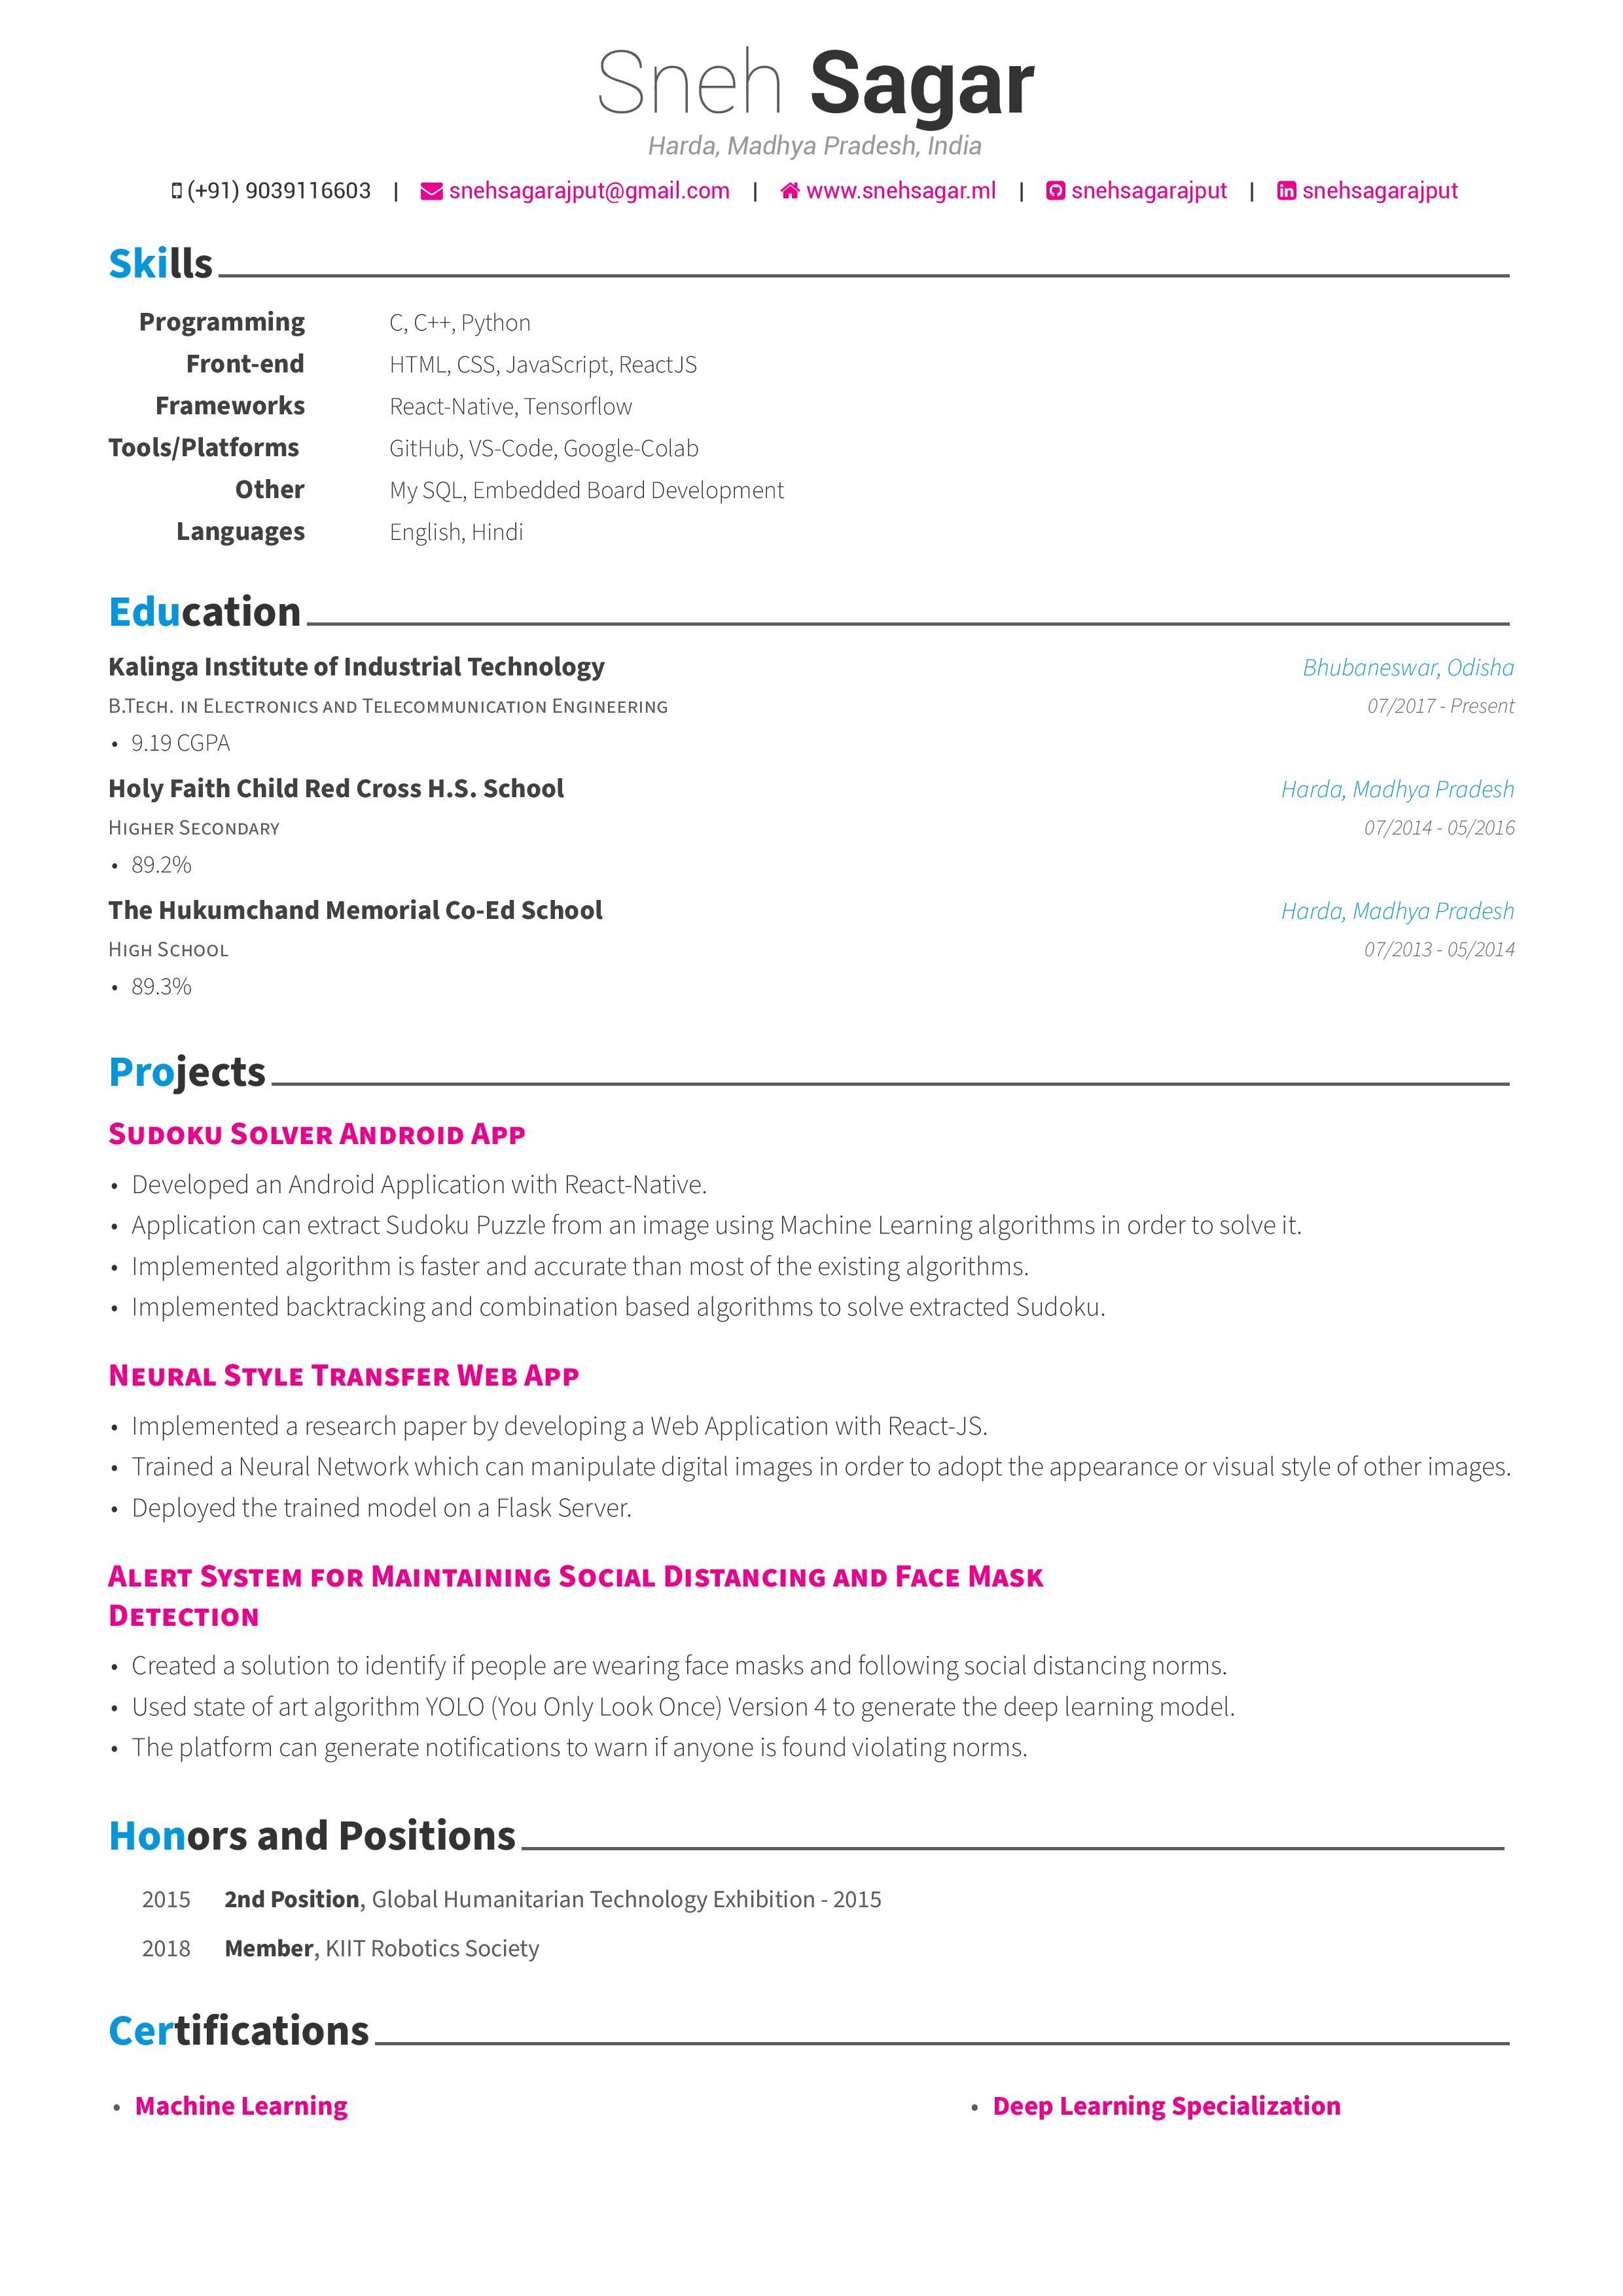 Sneh Sagar
Harda, Madhya Pradesh, India
(+91) 9039116603 | snehsagarajput@gmail.com | www.snehsagar.ml | snehsagarajput | snehsagarajput
Skills
Programming C, C++, Python
Front-end HTML, CSS, JavaScript, ReactJS
Frameworks React-Native, Tensorflow
Tools/Platforms GitHub, VS-Code, Google-Colab
Other My SQL, Embedded Board Development
Languages English, Hindi
Education
Kalinga Institute of Industrial Technology Bhubaneswar, Odisha
B.Tech. in Electronics and Telecommunication Engineering 07/2017 - Present
• 9.19 CGPA
Holy Faith Child Red Cross H.S. School Harda, Madhya Pradesh
Higher Secondary 07/2014 - 05/2016
• 89.2%
The Hukumchand Memorial Co-Ed School Harda, Madhya Pradesh
High School 07/2013 - 05/2014
• 89.3%
Projects
Sudoku Solver Android App
• Developed an Android Application with React-Native.
• Application can extract Sudoku Puzzle from an image using Machine Learning algorithms in order to solve it.
• Implemented algorithm is faster and accurate than most of the existing algorithms.
• Implemented backtracking and combination based algorithms to solve extracted Sudoku.
Neural Style Transfer Web App
• Implemented a research paper by developing a Web Application with React-JS.
• Trained a Neural Network which can manipulate digital images in order to adopt the appearance or visual style of other images.
• Deployed the trained model on a Flask Server.
Alert System for Maintaining Social Distancing and Face Mask
Detection
• Created a solution to identify if people are wearing face masks and following social distancing norms.
• Used state of art algorithm YOLO (You Only Look Once) Version 4 to generate the deep learning model.
• The platform can generate notifications to warn if anyone is found violating norms.
Honors and Positions
2015 2nd Position, Global Humanitarian Technology Exhibition - 2015
2018 Member, KIIT Robotics Society
Certifications
• Machine Learning • Deep Learning Specialization